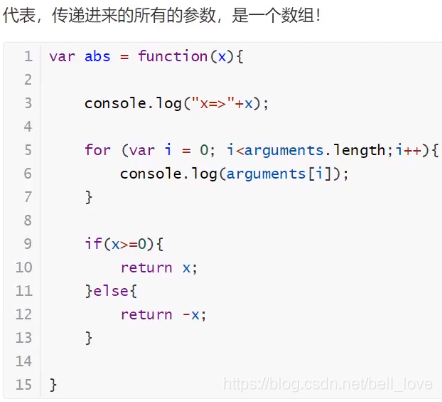 代表，传递进来的所有的参数，是一个数组！
1 var abs = function(x){
2
3 console.log("x=>"+x);
4
5 for (var i = 0; i<arguments.length;i++){
6 console.log(arguments[i]);
7 }
8
9 if(x>=0){
10 return x;
11 }else{
12 return -x;
13 }
14
15 }
https://blog.csdn.net/bell_love